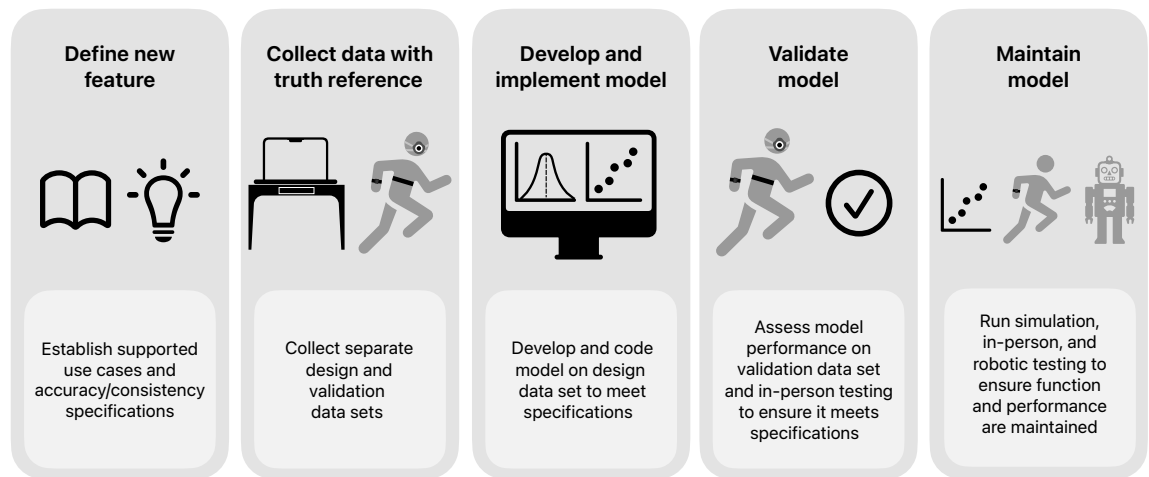 Define new
feature
Establish supported
use cases and
accuracy/consistency
specifications
Collect data with
truth reference
Collect separate
design and
validation
data sets
Develop and
implement model
Develop and code
model on design
data set to meet
specifications
Validate
model
Assess model
performance on
validation data set
and in-person testing
to ensure it meets
specifications
Maintain
model
Run simulation,
in-person, and
robotic testing to
ensure function
and performance
are maintained